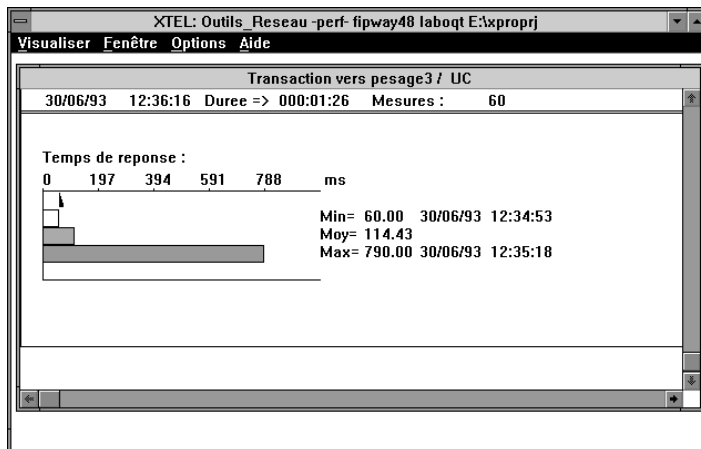 XTEL: Outils_Reseau -perf- fipway48 laboqt E:\xproprj
Visualiser Fenêtre Options Aide
Transaction vers pesage3 / UC
30/06/93 12:36:16 Duree => 000:01:26 Mesures : 60
Temps de reponse :
0 197 394 591 788 ms
Min= 60.00 30/06/93 12:34:53
Moy= 114.43
Max= 790.00 30/06/93 12:35:18